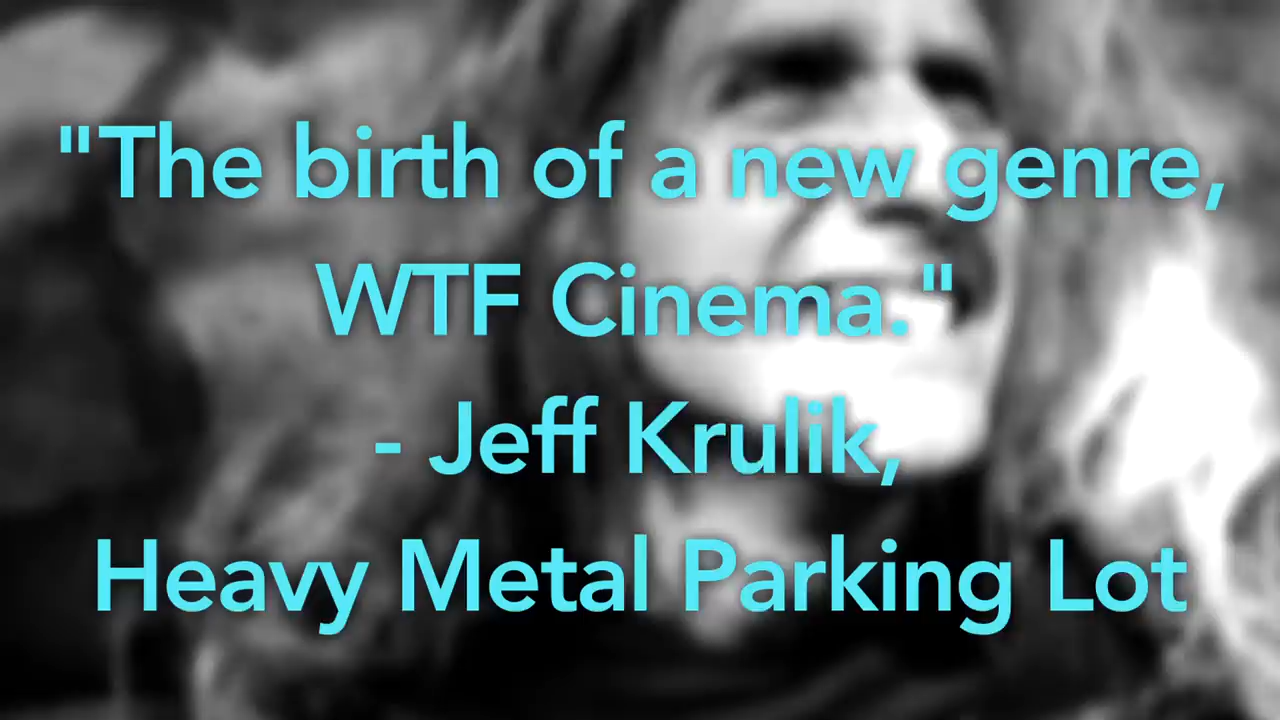 "The birth of a new genre,
WTF Cinema."
- Jeff Krulik,
Heavy Metal Parking Lot